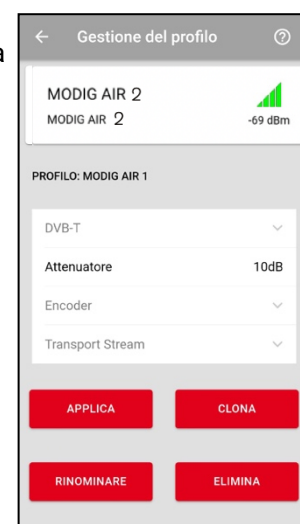 a
Gestione del profilo
MODIG AIR 2
MODIG AIR 2
-69 dBm
PROFILO: MODIG AIR 1
DVB-T
Attenuatore 10dB
Encoder
Transport Stream
APPLICA CLONA
RINOMINARE ELIMINA